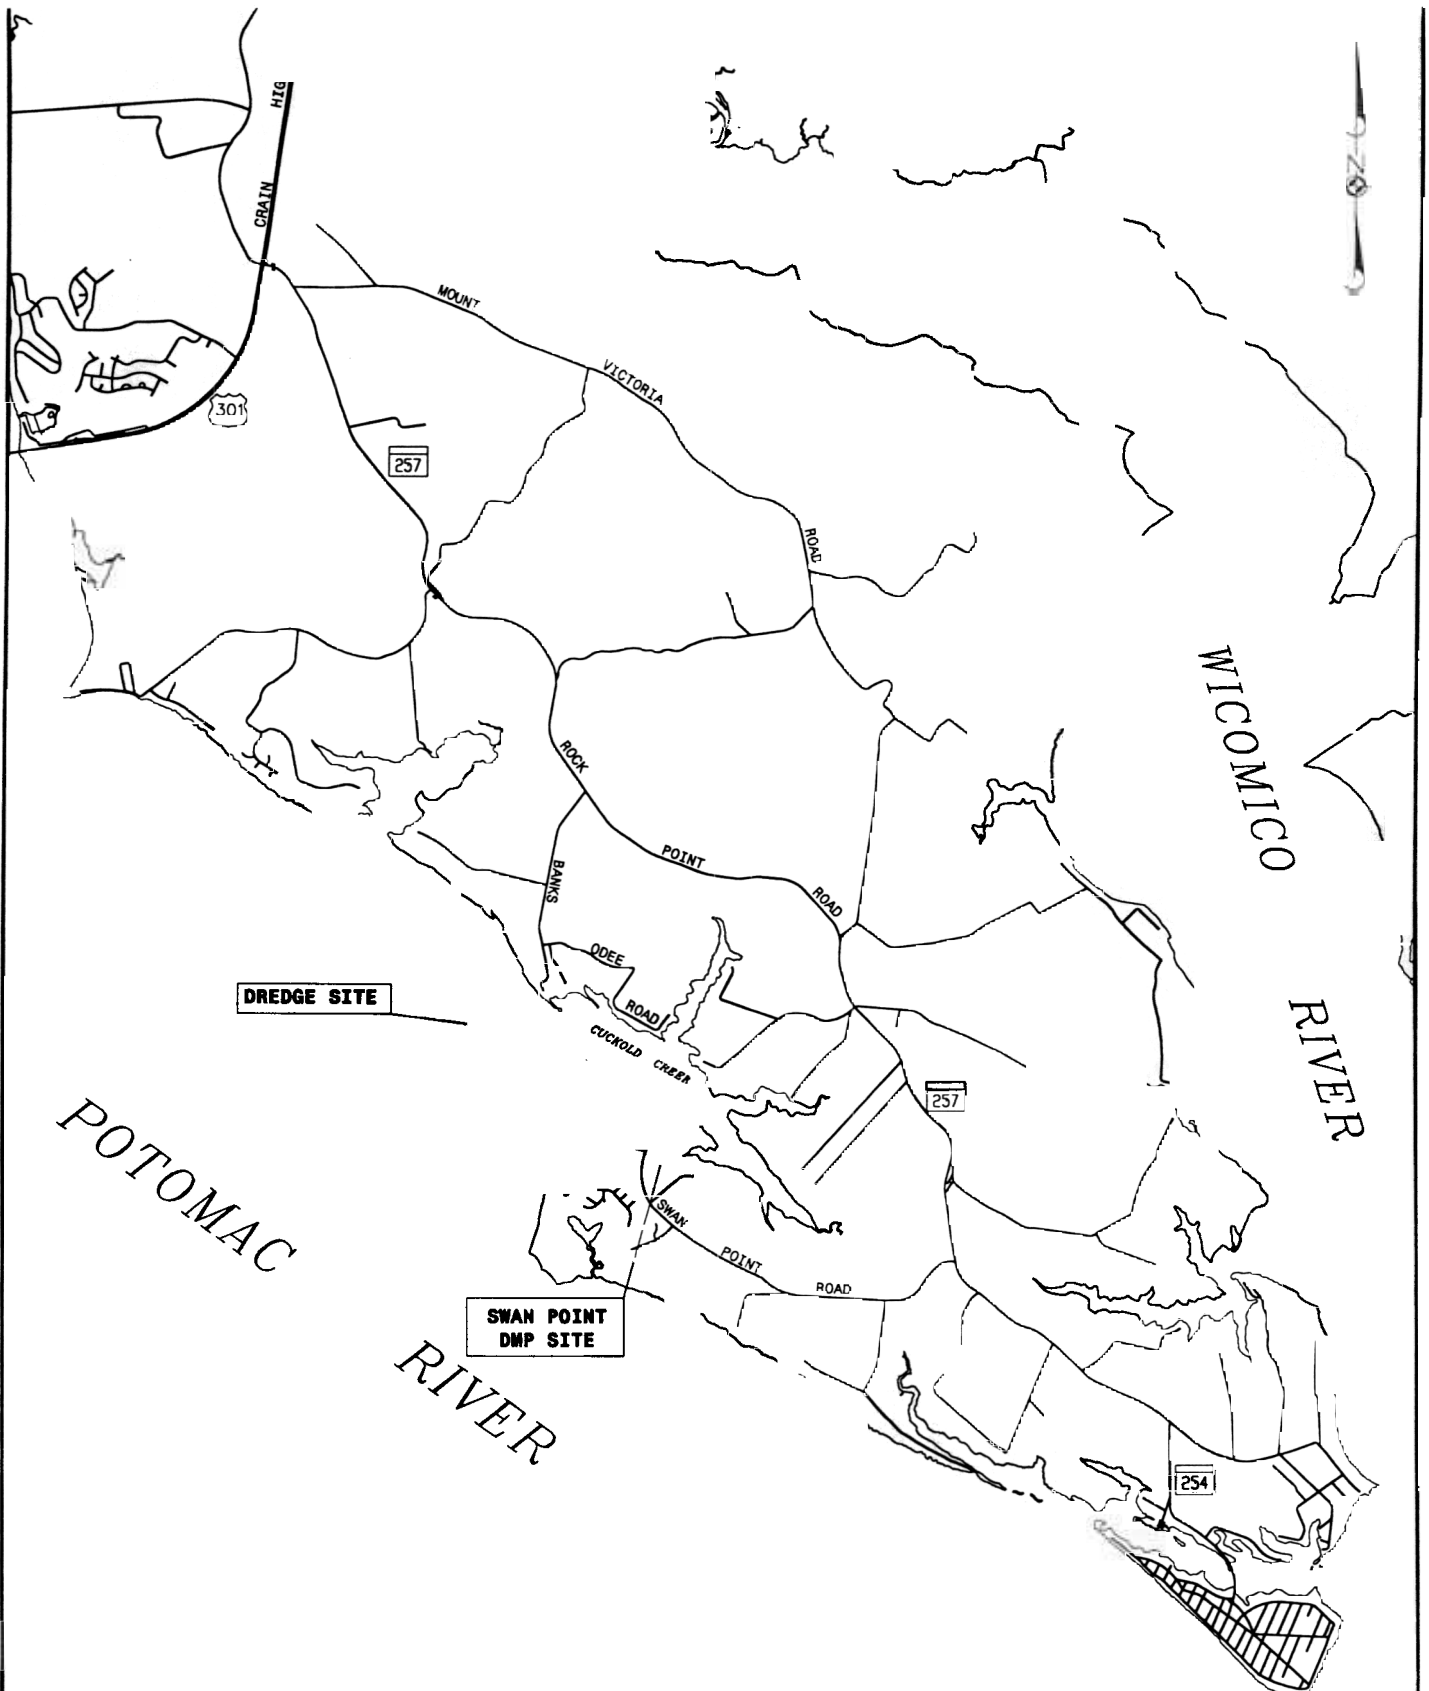 CRAIN HIG
MOUNT VICTORIA ROAD
301
257
ROCK POINT ROAD
BANKS
ODEE ROAD
WICOMICO RIVER
DREDGE SITE
CUCKOLD CREEK
257
POTOMAC RIVER
SWAN POINT ROAD
SWAN POINT
DMP SITE
254